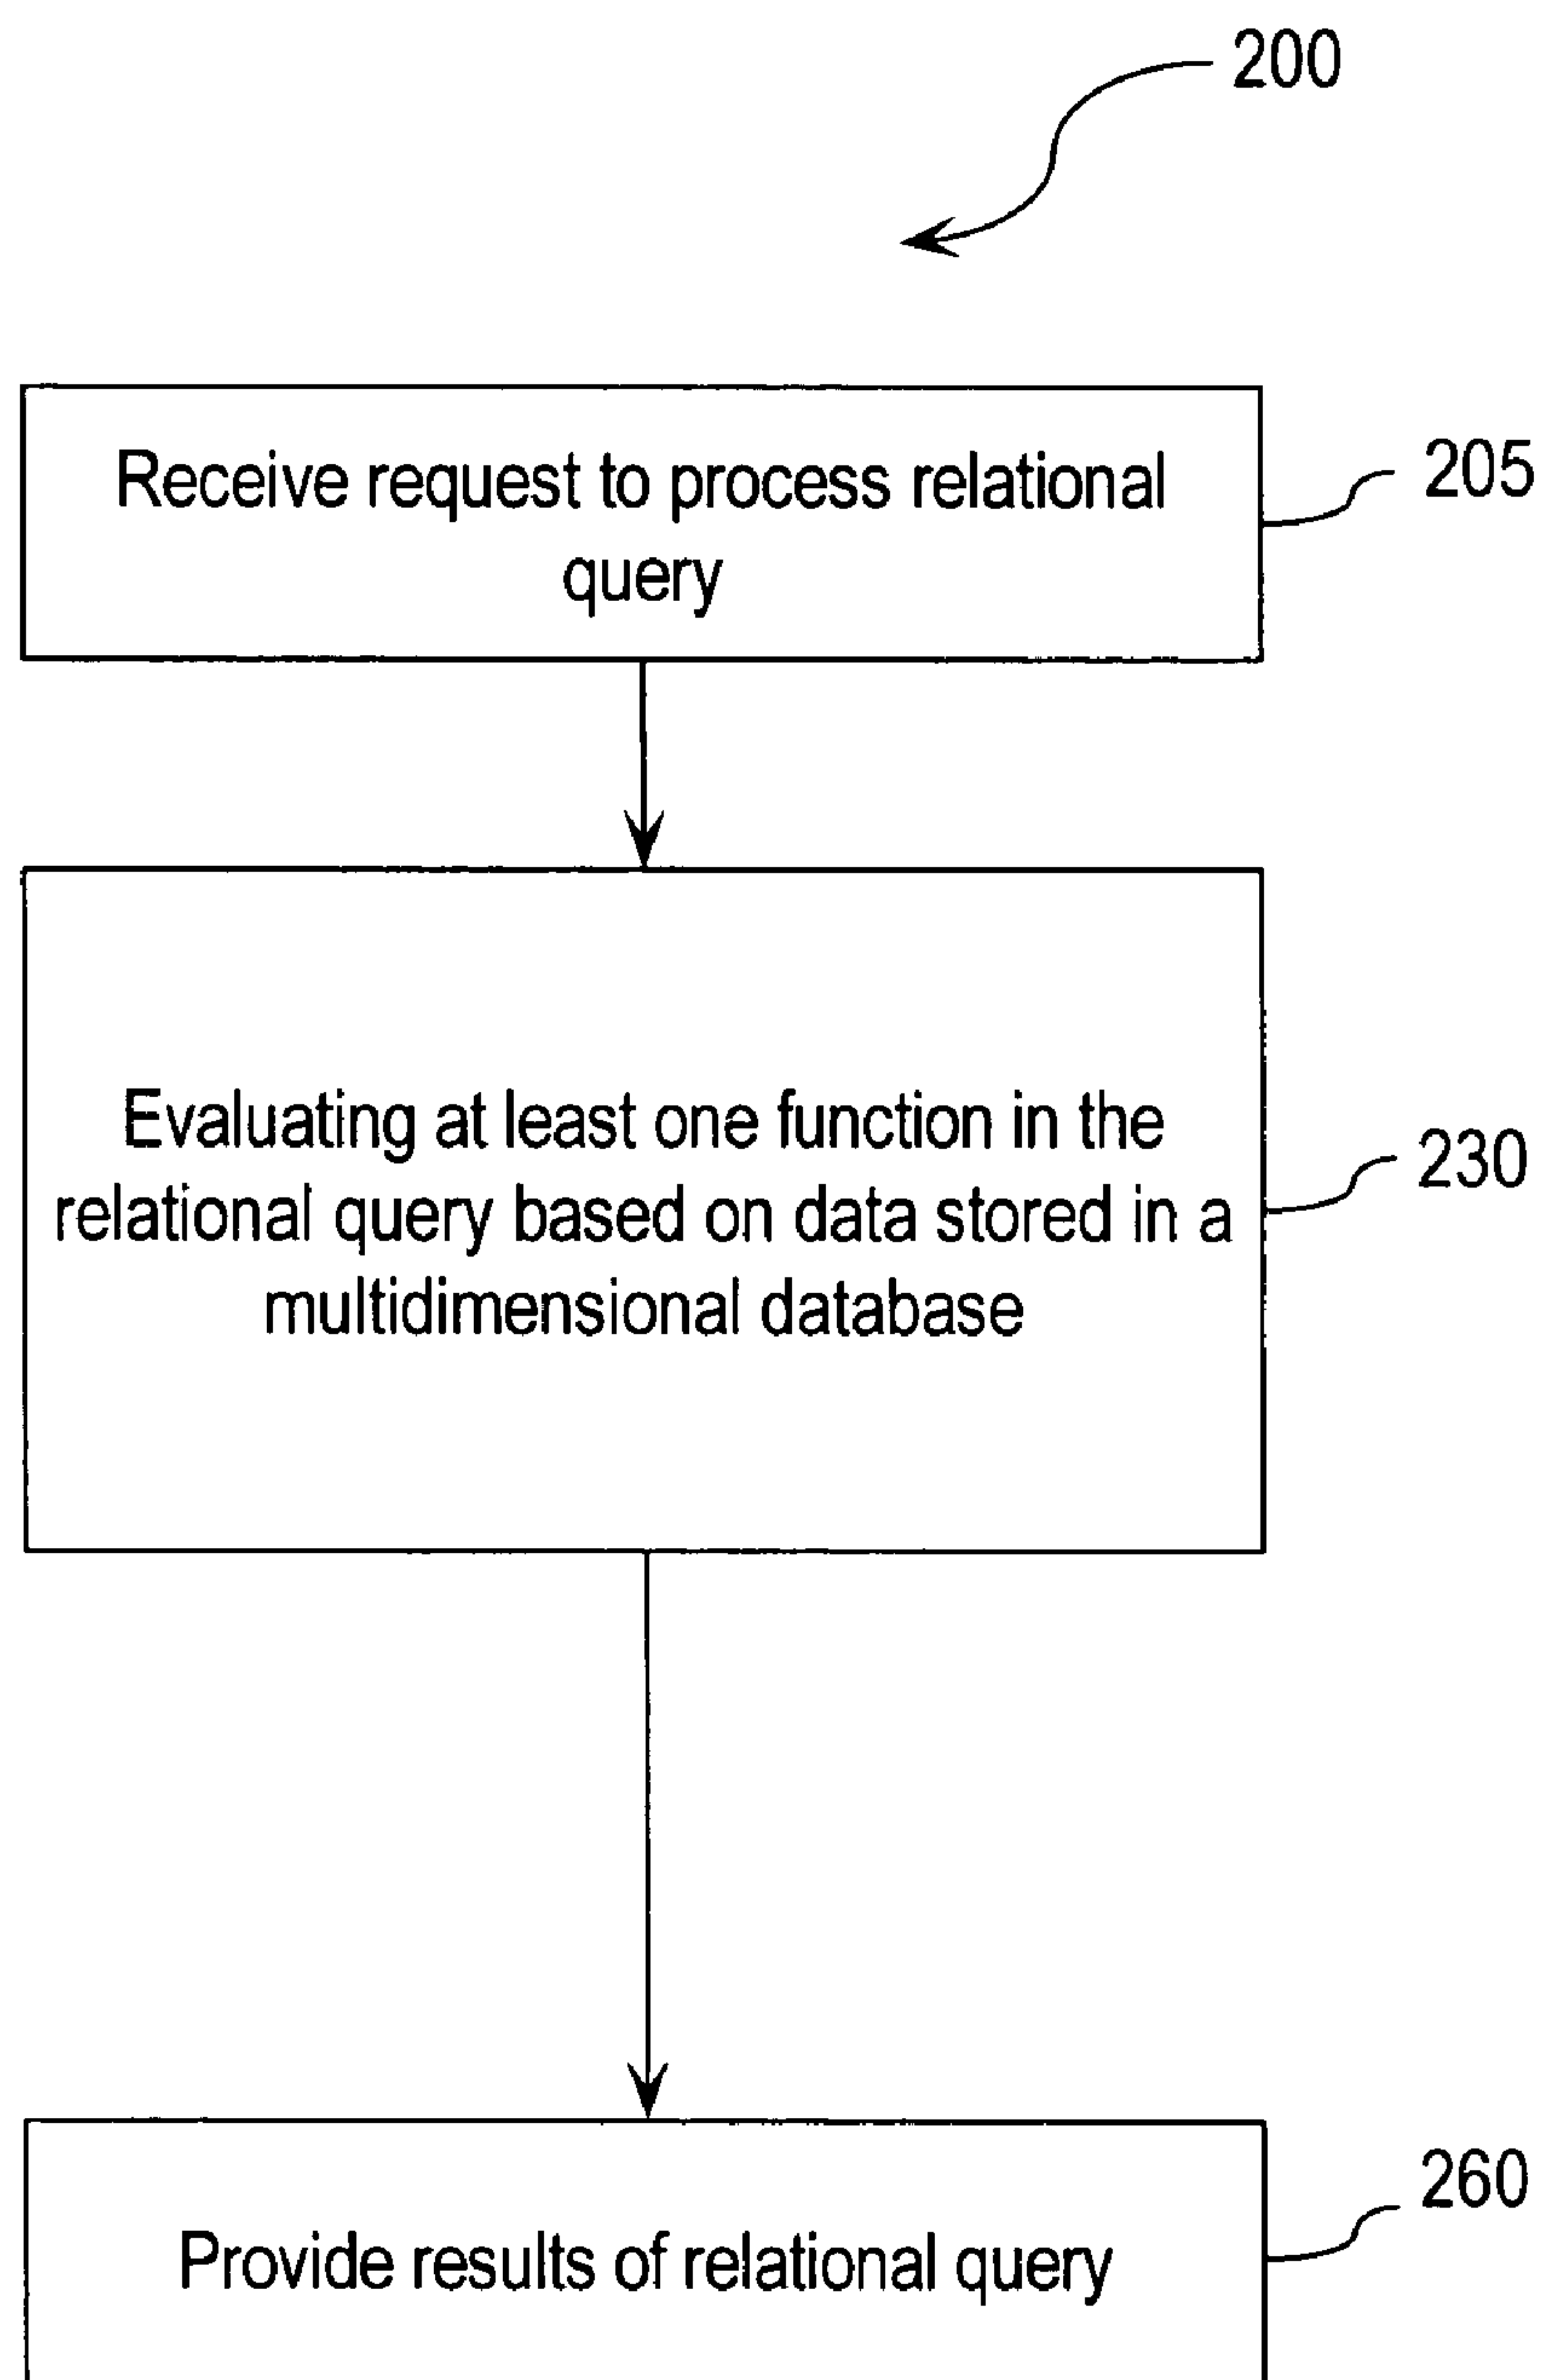 200
Receive request to process relational
query
205
Evaluating at least one function in the
relational query based on data stored in a
multidimensional database
230
Provide results of relational query
260